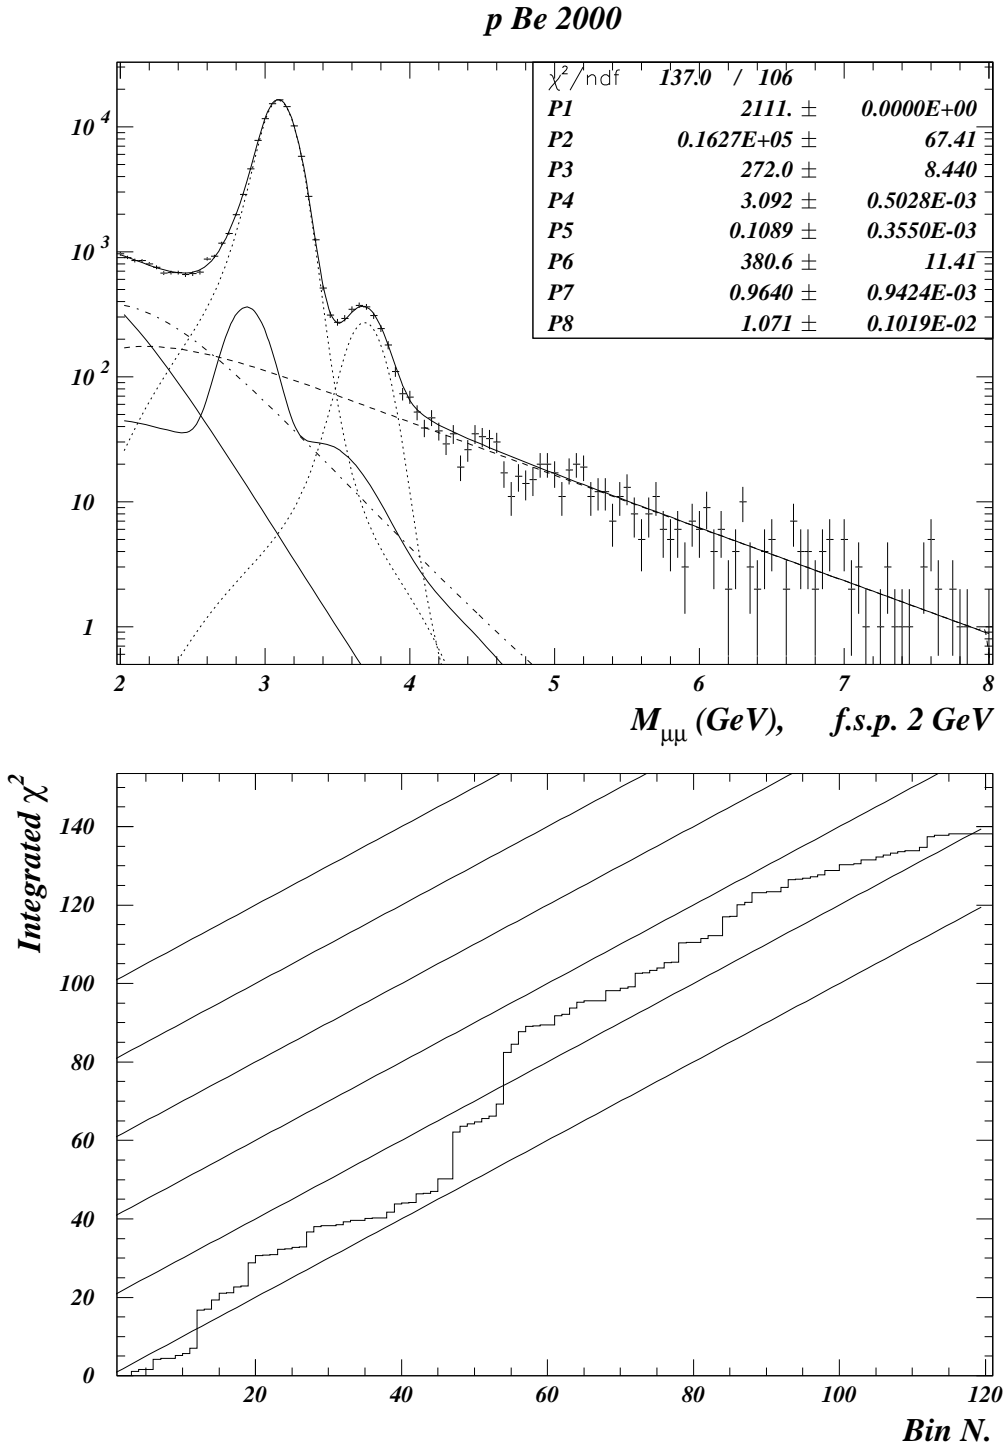 p Be 2000
χ²/ndf 137.0 / 106
P1 2111. ± 0.0000E+00
P2 0.1627E+05 ± 67.41
P3 272.0 ± 8.440
P4 3.092 ± 0.5028E-03
P5 0.1089 ± 0.3550E-03
P6 380.6 ± 11.41
P7 0.9640 ± 0.9424E-03
P8 1.071 ± 0.1019E-02
10⁴
10³
10²
10
1
2 3 4 5 6 7 8
M_μμ (GeV), f.s.p. 2 GeV
Integrated χ²
140
120
100
80
60
40
20
0
20 40 60 80 100 120
Bin N.